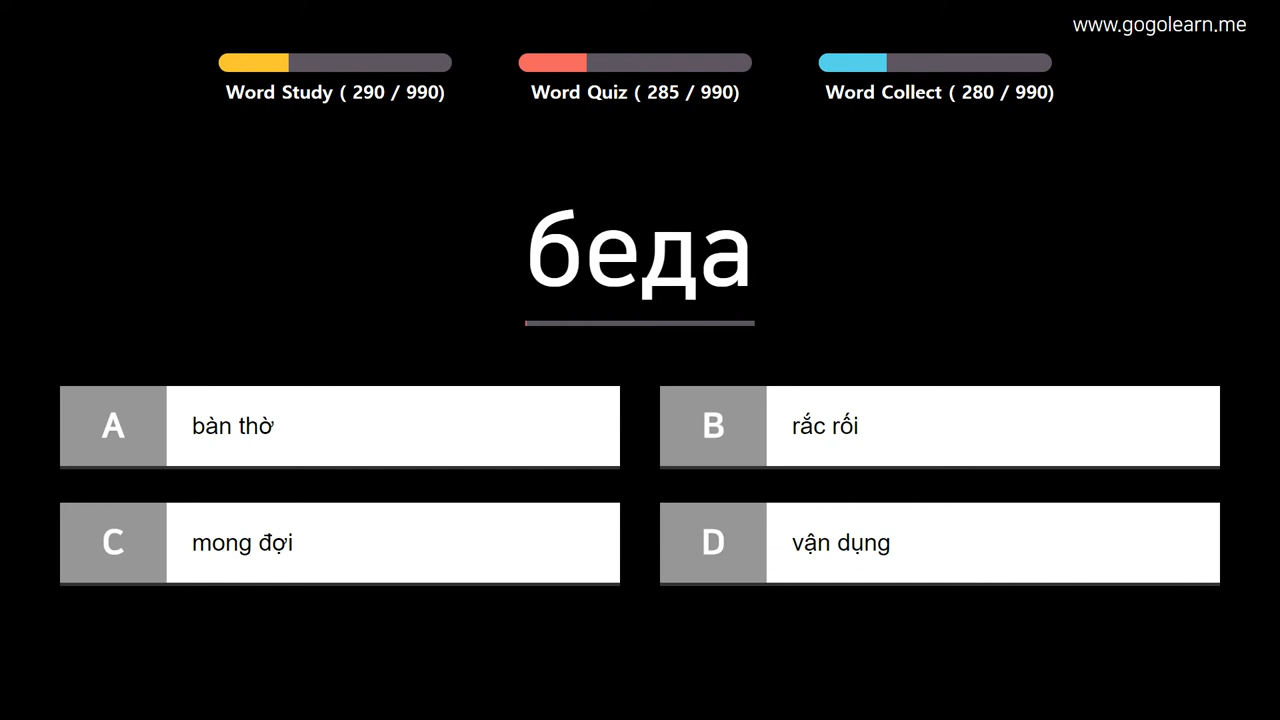 www.gogolearn.me
Word Study ( 290 / 990)
Word Quiz ( 285 / 990)
Word Collect ( 280 / 990)
беда
A bàn thờ
B rắc rối
C mong đợi
D vận dụng